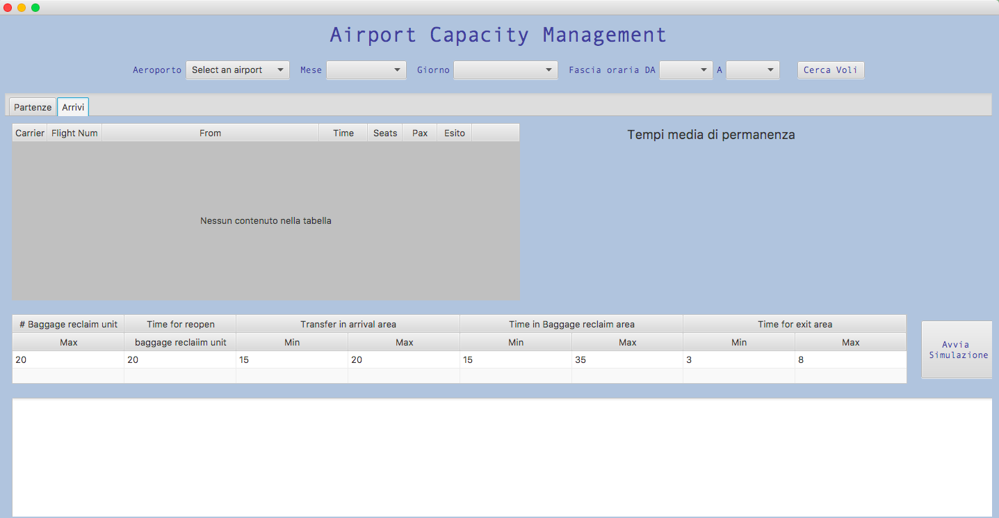 Airport Capacity Management
Aeroporto Select an airport Mese Giorno Fascia oraria DA A Cerca Voli
Partenze Arrivi
Carrier Flight Num From Time Seats Pax Esito
Tempi media di permanenza
Nessun contenuto nella tabella
# Baggage reclaim unit Time for reopen Transfer in arrival area Time in Baggage reclaim area Time for exit area
Max baggage reclaiim unit Min Max Min Max Min Max
20 20 15 20 15 35 3 8
Avvia
Simulazione